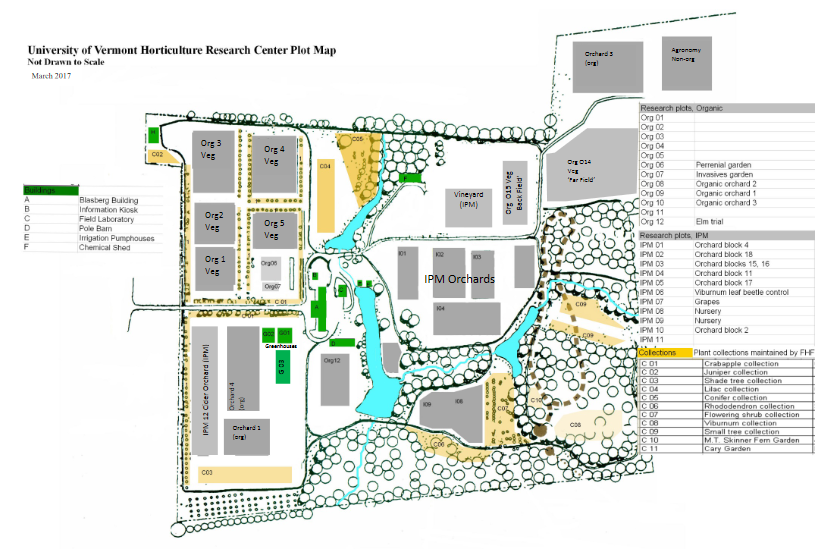 University of Vermont Horticulture Research Center Plot Map
Not Drawn to Scale
March 2017
Orchard 3
(org)
Agronomy
Non-org
C02
Org 3
Veg
Org 4
Veg
C05
C04
F
Org O14
Veg
'Far Field'
Vineyard
(IPM)
Org O15 Veg
'Back Field'
Org2
Veg
Org 5
Veg
Org 1
Veg
Org06
Org07
C 01
I01
I02
I03
IPM Orchards
I04
A
D
G02
G01
Greenhouses
G 03
Org12
IPM 12 Cider Orchard (IPM)
Orchard 4
(org)
Orchard 1
(org)
C03
I09
I08
C07
C10
C09
C09
C08
C06
Buildings
A Blasberg Building
B Information Kiosk
C Field Laboratory
D Pole Barn
E Irrigation Pumphouses
F Chemical Shed
Research plots, Organic
Org 01
Org 02
Org 03
Org 04
Org 05
Org 06 Perrenial garden
Org 07 Invasives garden
Org 08 Organic orchard 2
Org 09 Organic orchard 1
Org 10 Organic orchard 3
Org 11
Org 12 Elm trial
Research plots, IPM
IPM 01 Orchard block 4
IPM 02 Orchard block 18
IPM 03 Orchard blocks 15, 16
IPM 04 Orchard block 11
IPM 05 Orchard block 17
IPM 06 Viburnum leaf beetle control
IPM 07 Grapes
IPM 08 Nursery
IPM 09 Nursery
IPM 10 Orchard block 2
IPM 11
Collections Plant collections maintained by FHF
C 01 Crabapple collection
C 02 Juniper collection
C 03 Shade tree collection
C 04 Lilac collection
C 05 Conifer collection
C 06 Rhododendron collection
C 07 Flowering shrub collection
C 08 Viburnum collection
C 09 Small tree collection
C 10 M.T. Skinner Fern Garden
C 11 Cary Garden